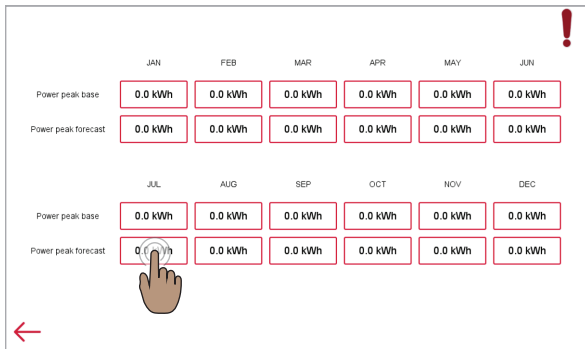 JAN FEB MAR APR MAY JUN
Power peak base 0.0 kWh 0.0 kWh 0.0 kWh 0.0 kWh 0.0 kWh 0.0 kWh
Power peak forecast 0.0 kWh 0.0 kWh 0.0 kWh 0.0 kWh 0.0 kWh 0.0 kWh
JUL AUG SEP OCT NOV DEC
Power peak base 0.0 kWh 0.0 kWh 0.0 kWh 0.0 kWh 0.0 kWh 0.0 kWh
Power peak forecast 0.0 kWh 0.0 kWh 0.0 kWh 0.0 kWh 0.0 kWh